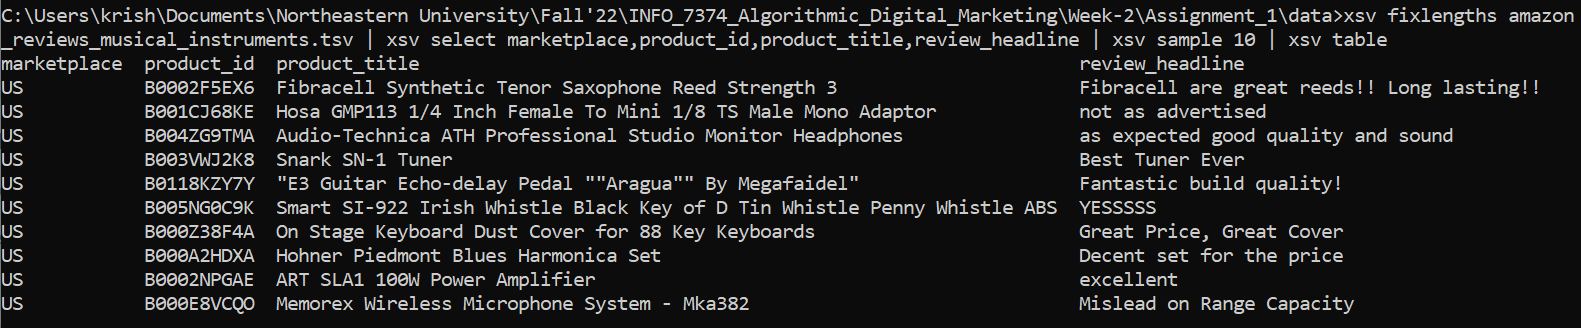 C:\Users\krish\Documents\Northeastern University\Fall'22\INFO_7374_Algorithmic_Digital_Marketing\Week-2\Assignment_1\data>xsv fixlengths amazon
_reviews_musical_instruments.tsv | xsv select marketplace,product_id,product_title,review_headline | xsv sample 10 | xsv table
marketplace  product_id  product_title                                                            review_headline
US           B0002F5EX6  Fibracell Synthetic Tenor Saxophone Reed Strength 3                      Fibracell are great reeds!! Long lasting!!
US           B001CJ68KE  Hosa GMP113 1/4 Inch Female To Mini 1/8 TS Male Mono Adaptor             not as advertised
US           B004ZG9TMA  Audio-Technica ATH Professional Studio Monitor Headphones                as expected good quality and sound
US           B003VWJ2K8  Snark SN-1 Tuner                                                         Best Tuner Ever
US           B0118KZY7Y  "E3 Guitar Echo-delay Pedal ""Aragua"" By Megafaidel"                    Fantastic build quality!
US           B005NG0C9K  Smart SI-922 Irish Whistle Black Key of D Tin Whistle Penny Whistle ABS  YESSSSS
US           B000Z38F4A  On Stage Keyboard Dust Cover for 88 Key Keyboards                        Great Price, Great Cover
US           B000A2HDXA  Hohner Piedmont Blues Harmonica Set                                      Decent set for the price
US           B0002NPGAE  ART SLA1 100W Power Amplifier                                            excellent
US           B000E8VCQO  Memorex Wireless Microphone System - Mka382                              Mislead on Range Capacity